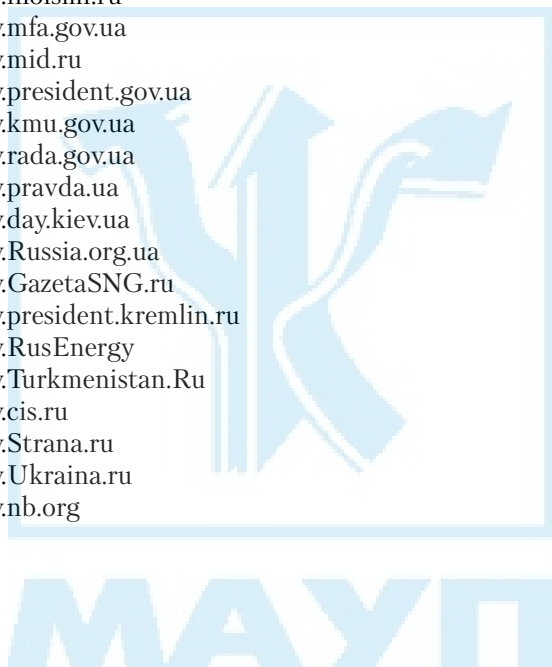 .mfa.gov.ua
.mid.ru
.president.gov.ua
.kmu.gov.ua
.rada.gov.ua
.pravda.ua
.day.kiev.ua
.Russia.org.ua
.GazetaSNG.ru
.president.kremlin.ru
.RusEnergy
.Turkmenistan.Ru
.cis.ru
.Strana.ru
.Ukraina.ru
.nb.org
МАУП